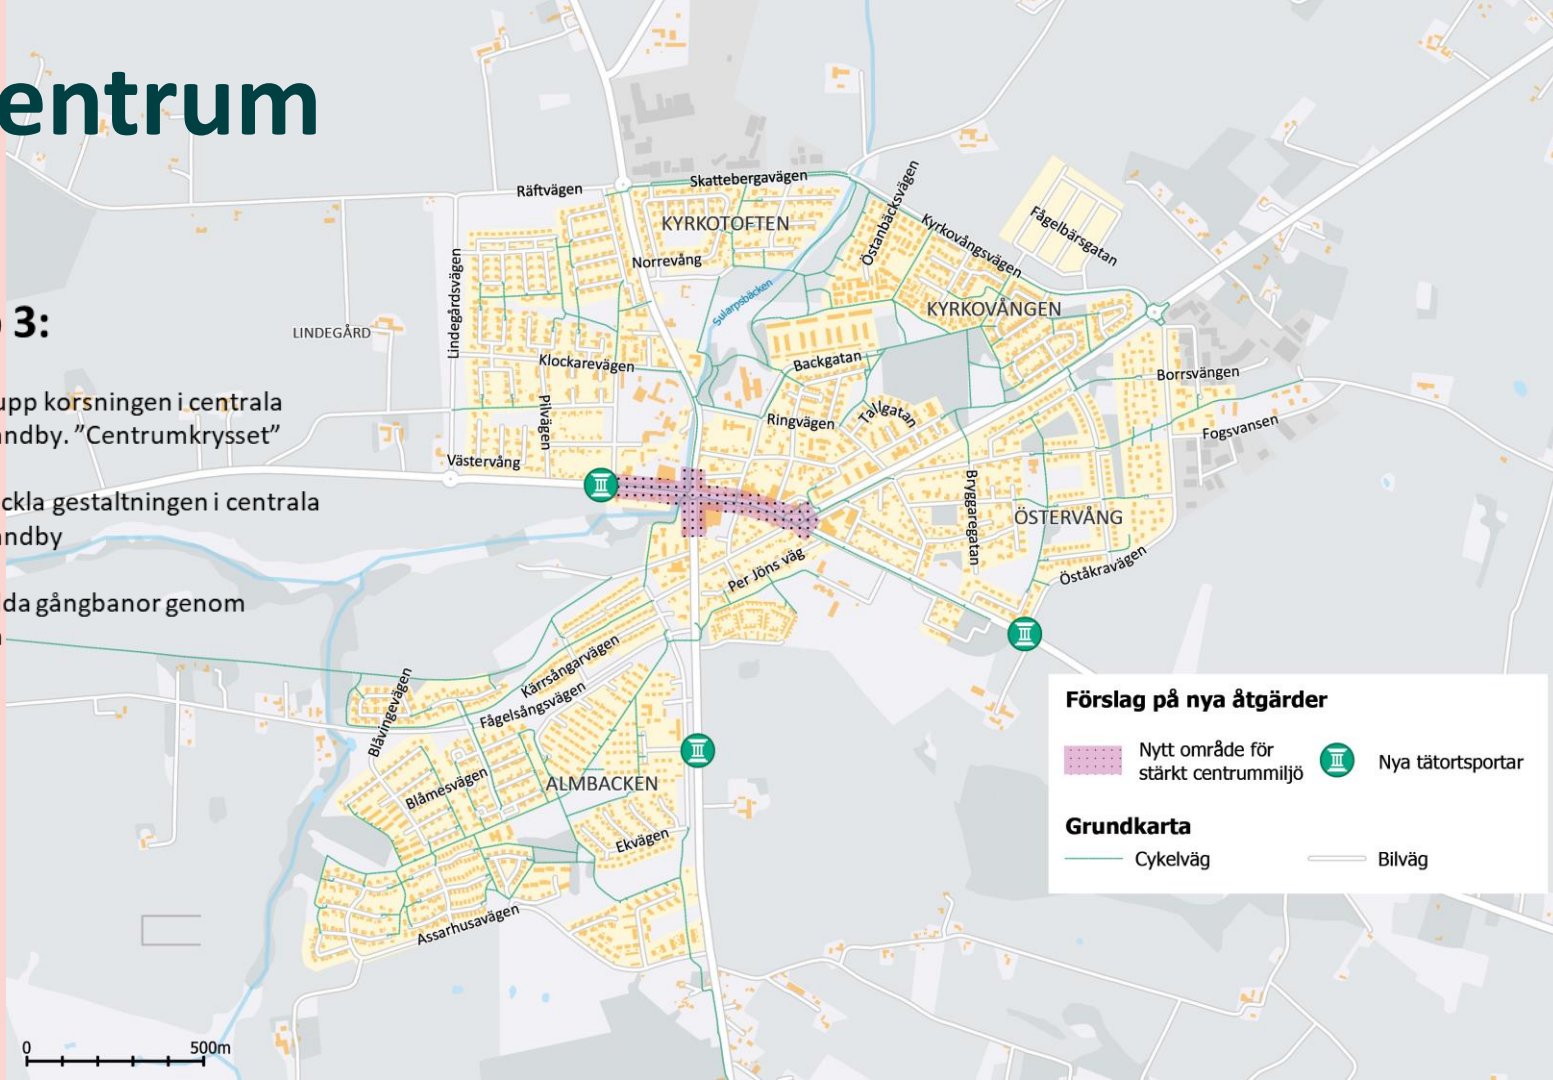 entrum
3:
upp korsningen i centrala
ndby. ”Centrumkrysset”
ckla gestaltningen i centrala
ndby
lda gångbanor genom
Räftvägen
Skattebergavägen
KYRKOTOFTEN
Norrevång
Östanbäcksvägen
Kyrkovångsvägen
Fågelbärsgatan
Lindegårdsvägen
Sularpsbäcken
KYRKOVÅNGEN
LINDEGÅRD
Klockarevägen
Backgatan
Borrsvängen
Pilvägen
Ringvägen
Tallgatan
Fogsvansen
Västervång
Bryggaregatan
ÖSTERVÅNG
Per Jöns väg
Öståkravägen
Kärrsångarvägen
Fågelsångsvägen
Blåvingevägen
Blåmesvägen
ALMBACKEN
Ekvägen
Assarhusavägen
Förslag på nya åtgärder
Nytt område för
stärkt centrummiljö
Nya tätortsportar
Grundkarta
Cykelväg
Bilväg
0 500m